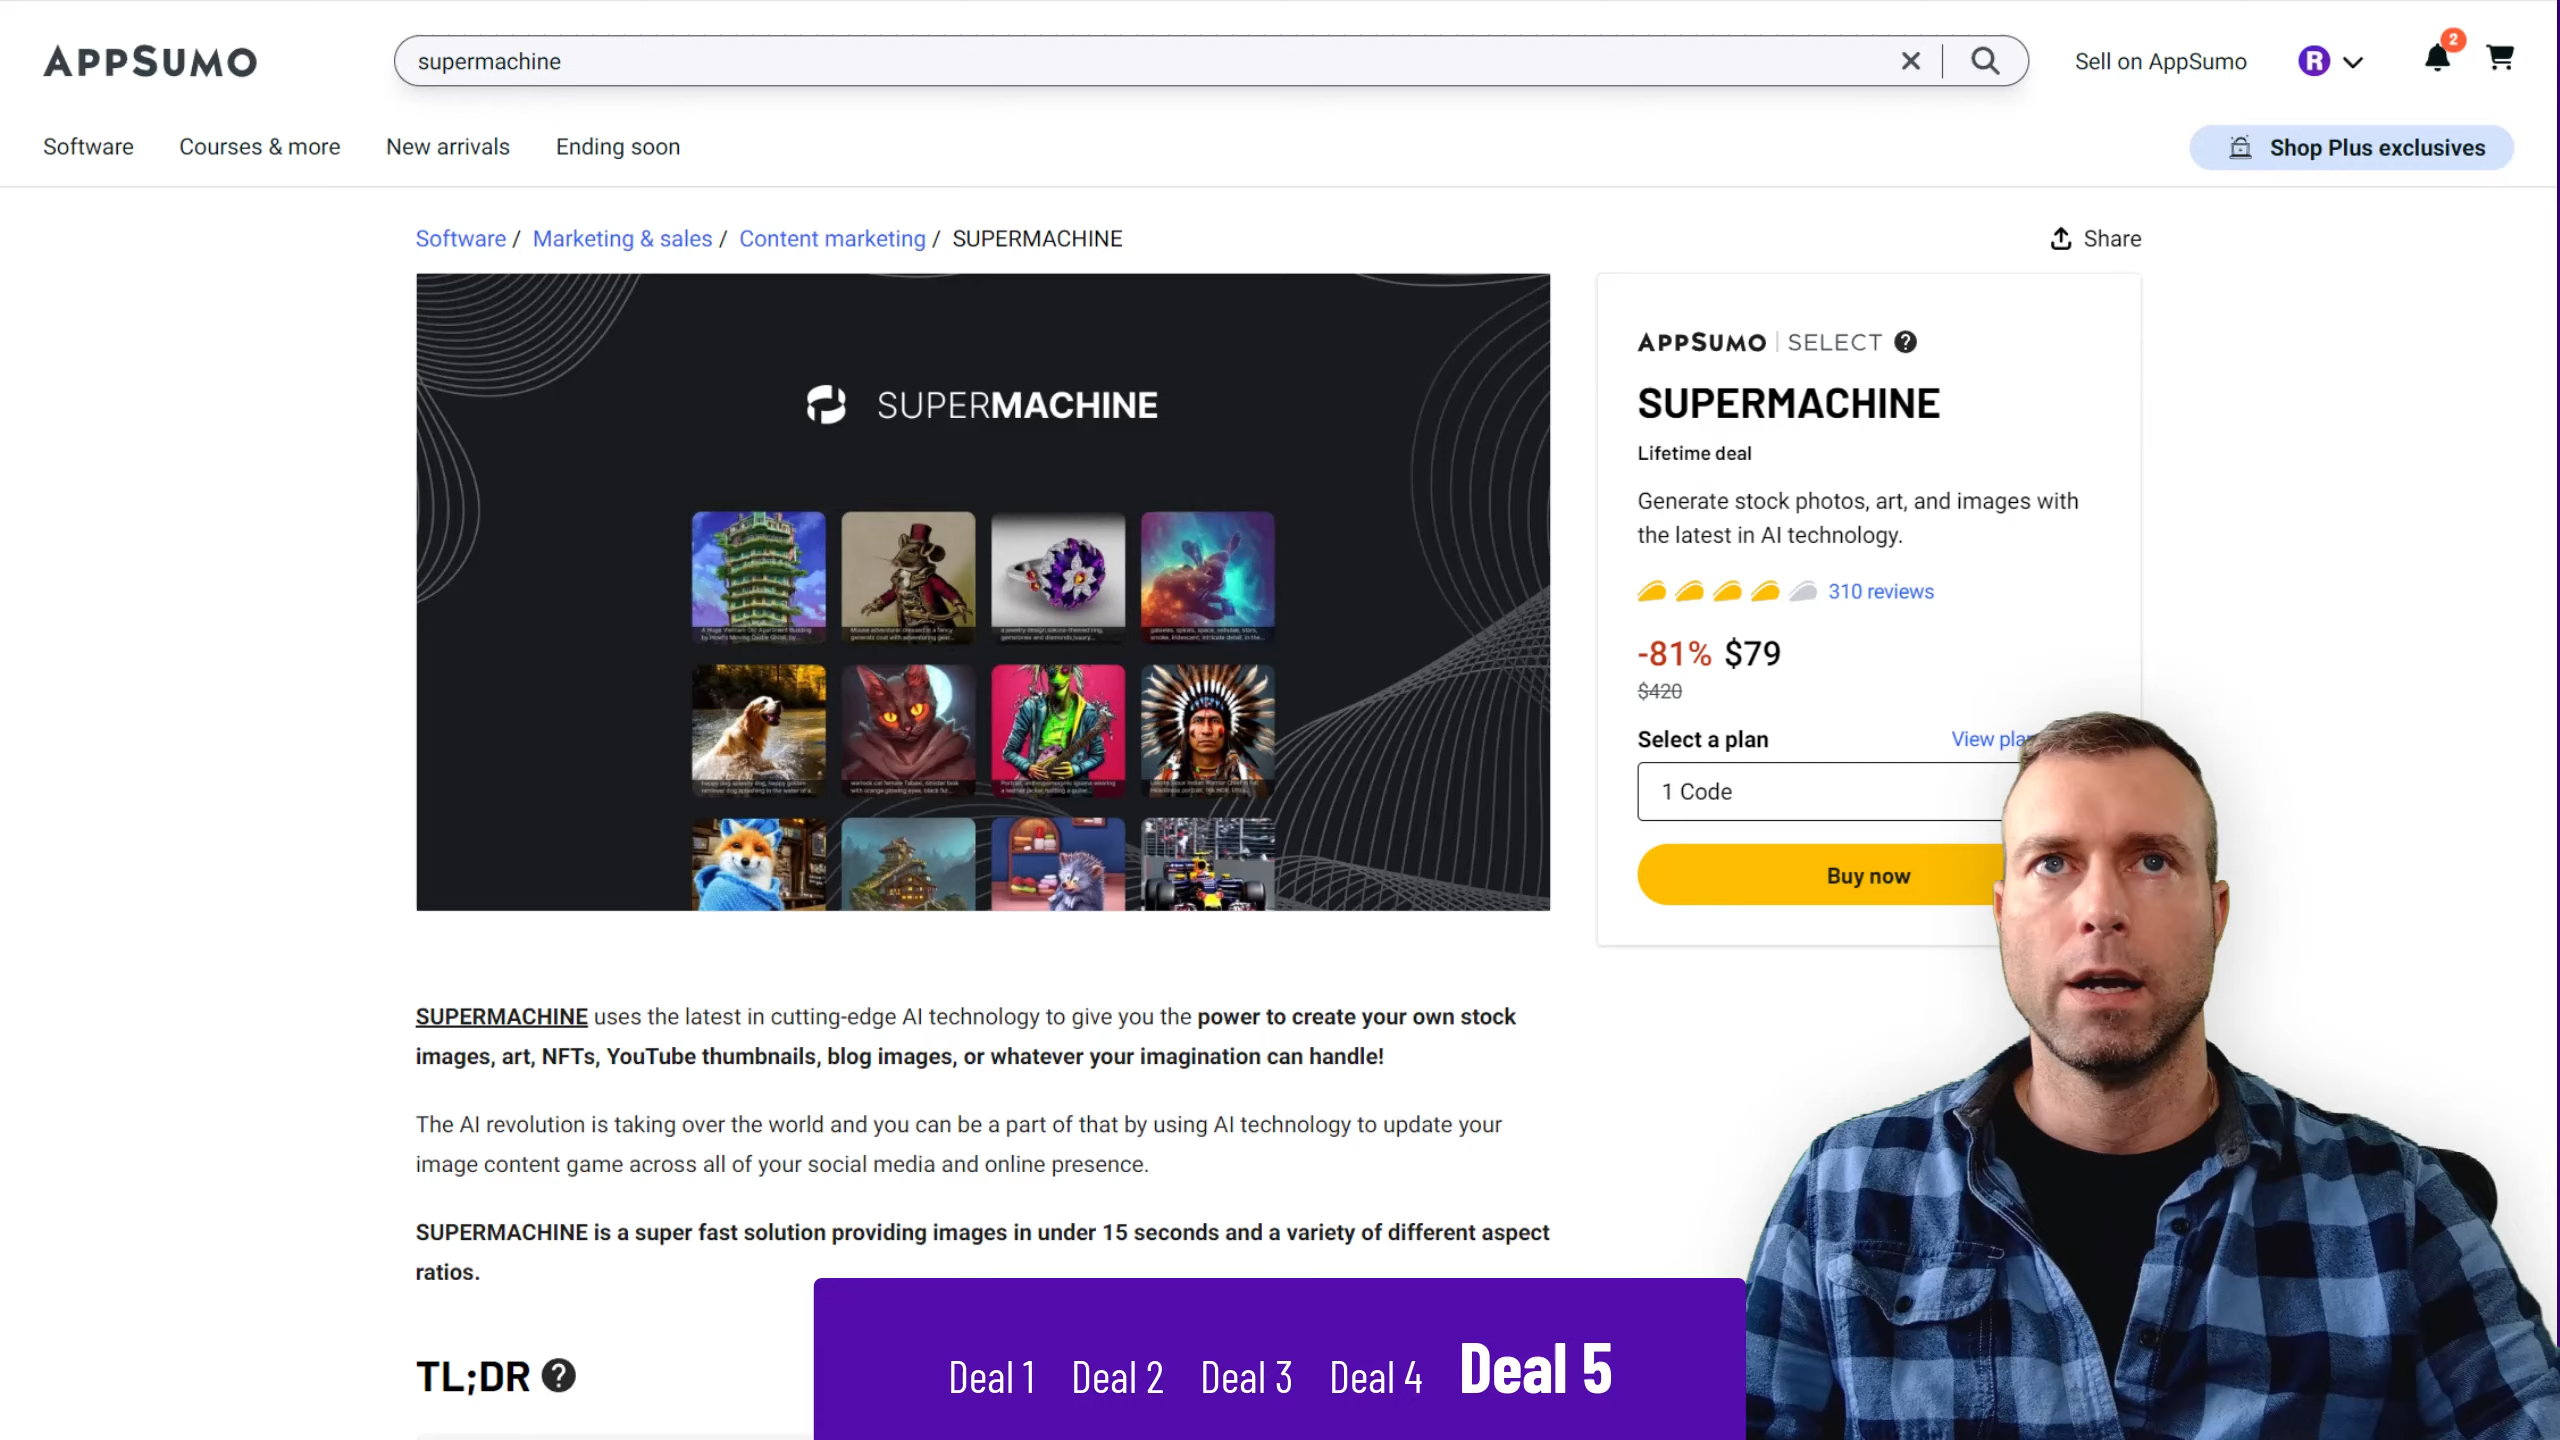 APPSUMO
supermachine
Sell on AppSumo
R
2
Software
Courses & more
New arrivals
Ending soon
Shop Plus exclusives
Software / Marketing & sales / Content marketing / SUPERMACHINE
Share
SUPERMACHINE
APPSUMO | SELECT ?
SUPERMACHINE
Lifetime deal
Generate stock photos, art, and images with
the latest in AI technology.
310 reviews
-81% $79
$420
Select a plan
View
1 Code
Buy now
SUPERMACHINE uses the latest in cutting-edge AI technology to give you the power to create your own stock
images, art, NFTs, YouTube thumbnails, blog images, or whatever your imagination can handle!
The AI revolution is taking over the world and you can be a part of that by using AI technology to update your
image content game across all of your social media and online presence.
SUPERMACHINE is a super fast solution providing images in under 15 seconds and a variety of different aspect
ratios.
TL;DR ?
Deal 1 Deal 2 Deal 3 Deal 4 Deal 5